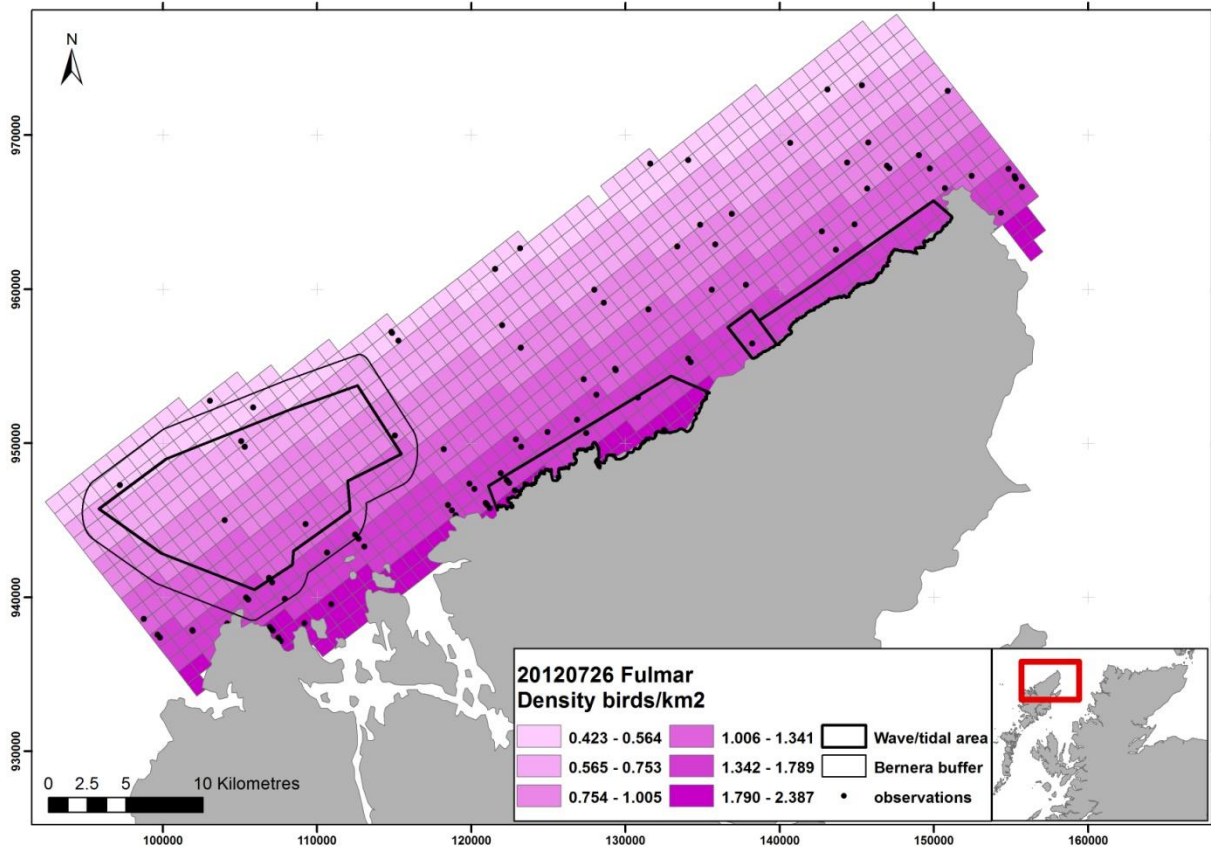 N
970000
960000
950000
940000
930000
100000 110000 120000 130000 140000 150000 160000
0 2.5 5 10 Kilometres
20120726 Fulmar
Density birds/km2
0.423 - 0.564 1.006 - 1.341 Wave/tidal area
0.565 - 0.753 1.342 - 1.789 Bernera buffer
0.754 - 1.005 1.790 - 2.387 observations